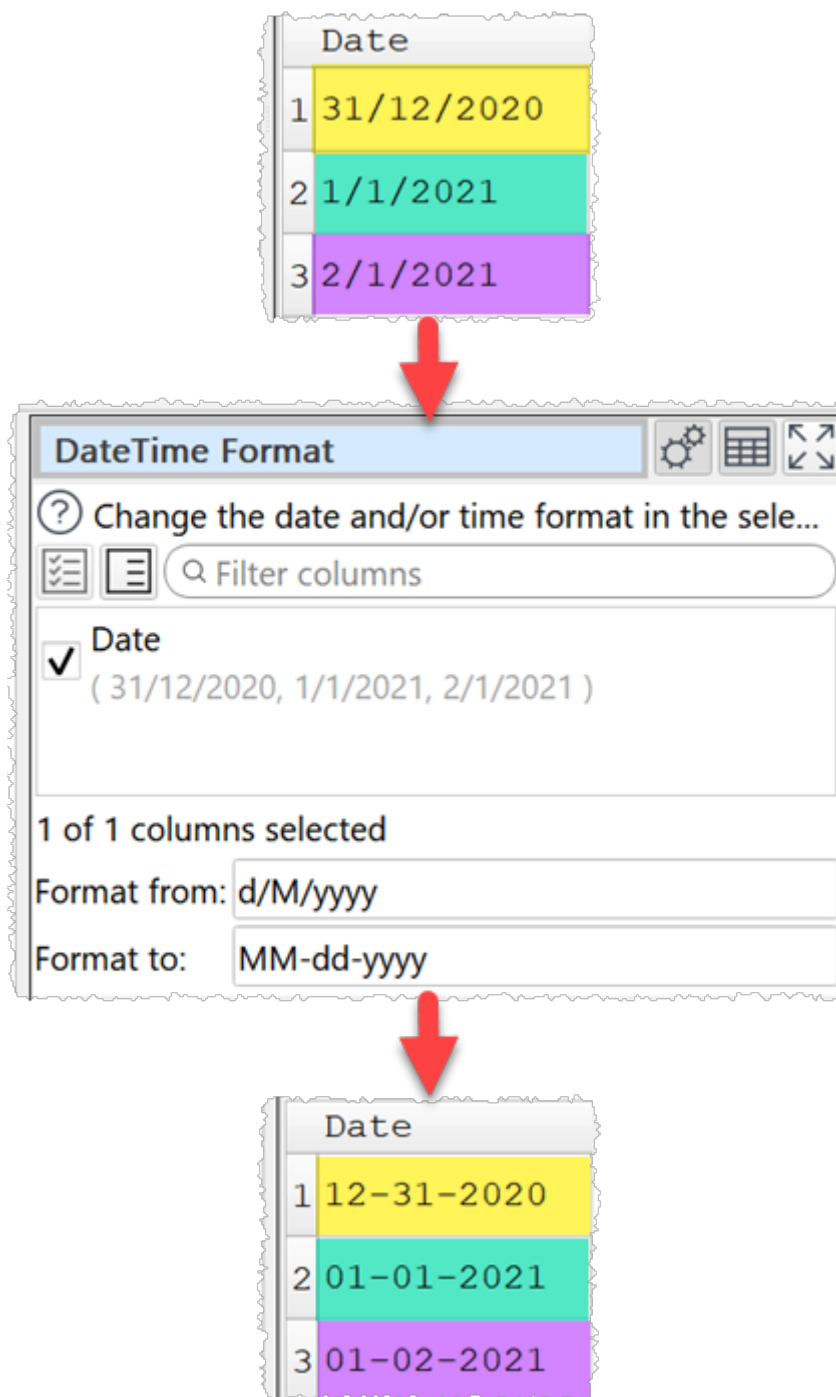 Date
1 31/12/2020
2 1/1/2021
3 2/1/2021
DateTime Format
? Change the date and/or time format in the sele...
Filter columns
Date
( 31/12/2020, 1/1/2021, 2/1/2021 )
1 of 1 columns selected
Format from: d/M/yyyy
Format to: MM-dd-yyyy
Date
1 12-31-2020
2 01-01-2021
3 01-02-2021